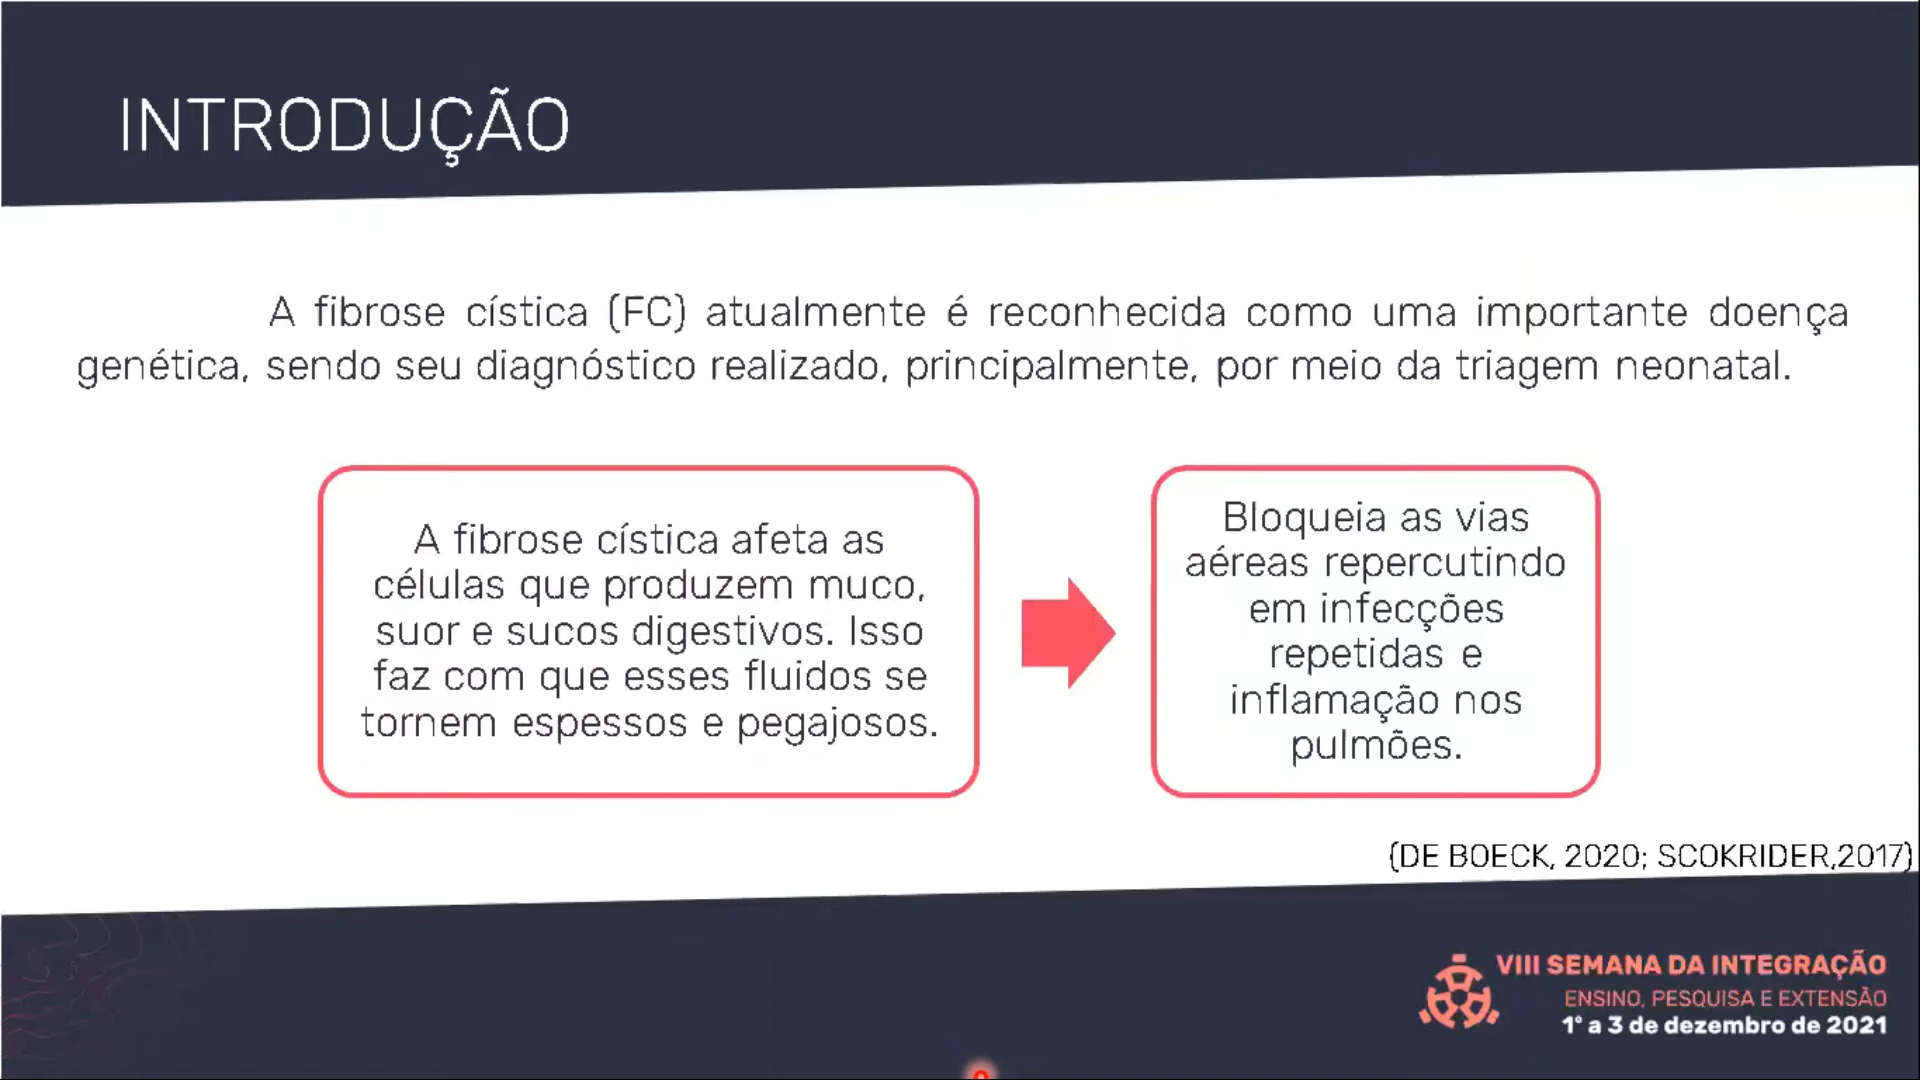 INTRODUÇÃO
A fibrose cística (FC) atualmente é reconhecida como uma importante doença
genética, sendo seu diagnóstico realizado, principalmente, por meio da triagem neonatal.
A fibrose cística afeta as
células que produzem muco,
suor e sucos digestivos. Isso
faz com que esses fluidos se
tornem espessos e pegajosos.
Bloqueia as vias
aéreas repercutindo
em infecções
repetidas e
inflamação nos
pulmões.
(DE BOECK, 2020; SCOKRIDER,2017)
VIII SEMANA DA INTEGRAÇÃO
ENSINO, PESQUISA E EXTENSÃO
1° a 3 de dezembro de 2021